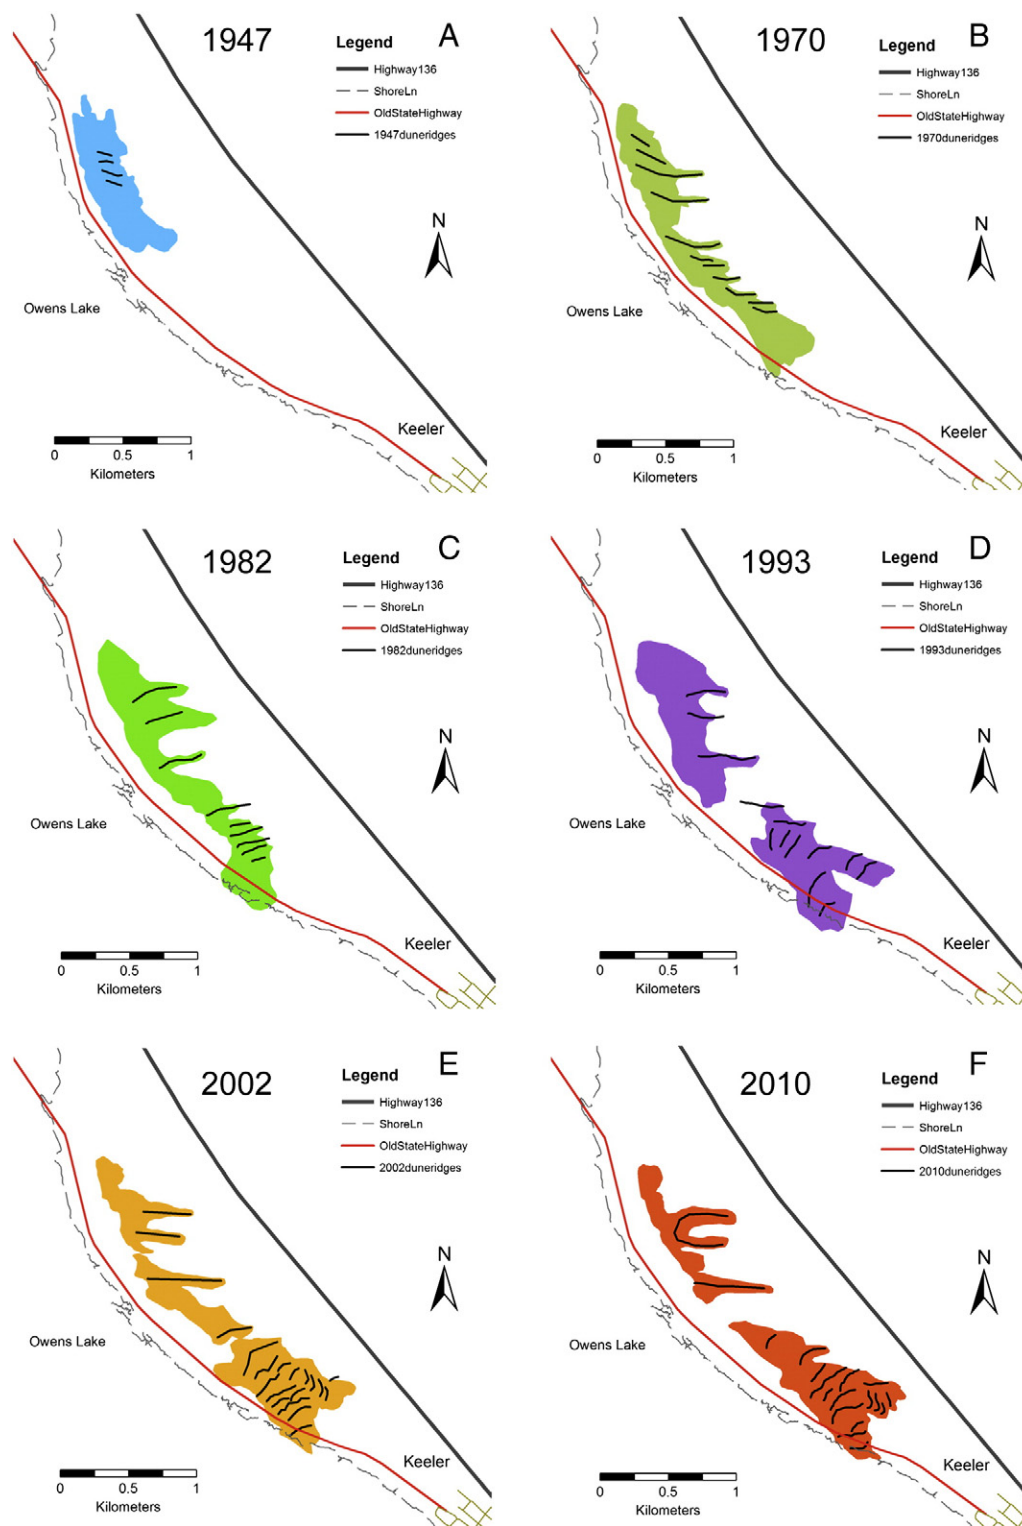 1947
Legend
A
Highway136
ShoreLn
OldStateHighway
1947duneridges
N
Owens Lake
Keeler
0 0.5 1
Kilometers
1970
Legend
B
Highway136
ShoreLn
OldStateHighway
1970duneridges
N
Owens Lake
Keeler
0 0.5 1
Kilometers
1982
Legend
C
Highway136
ShoreLn
OldStateHighway
1982duneridges
N
Owens Lake
Keeler
0 0.5 1
Kilometers
1993
Legend
D
Highway136
ShoreLn
OldStateHighway
1993duneridges
N
Owens Lake
Keeler
0 0.5 1
Kilometers
2002
Legend
E
Highway136
ShoreLn
OldStateHighway
2002duneridges
N
Owens Lake
Keeler
0 0.5 1
Kilometers
2010
Legend
F
Highway136
ShoreLn
OldStateHighway
2010duneridges
N
Owens Lake
Keeler
0 0.5 1
Kilometers